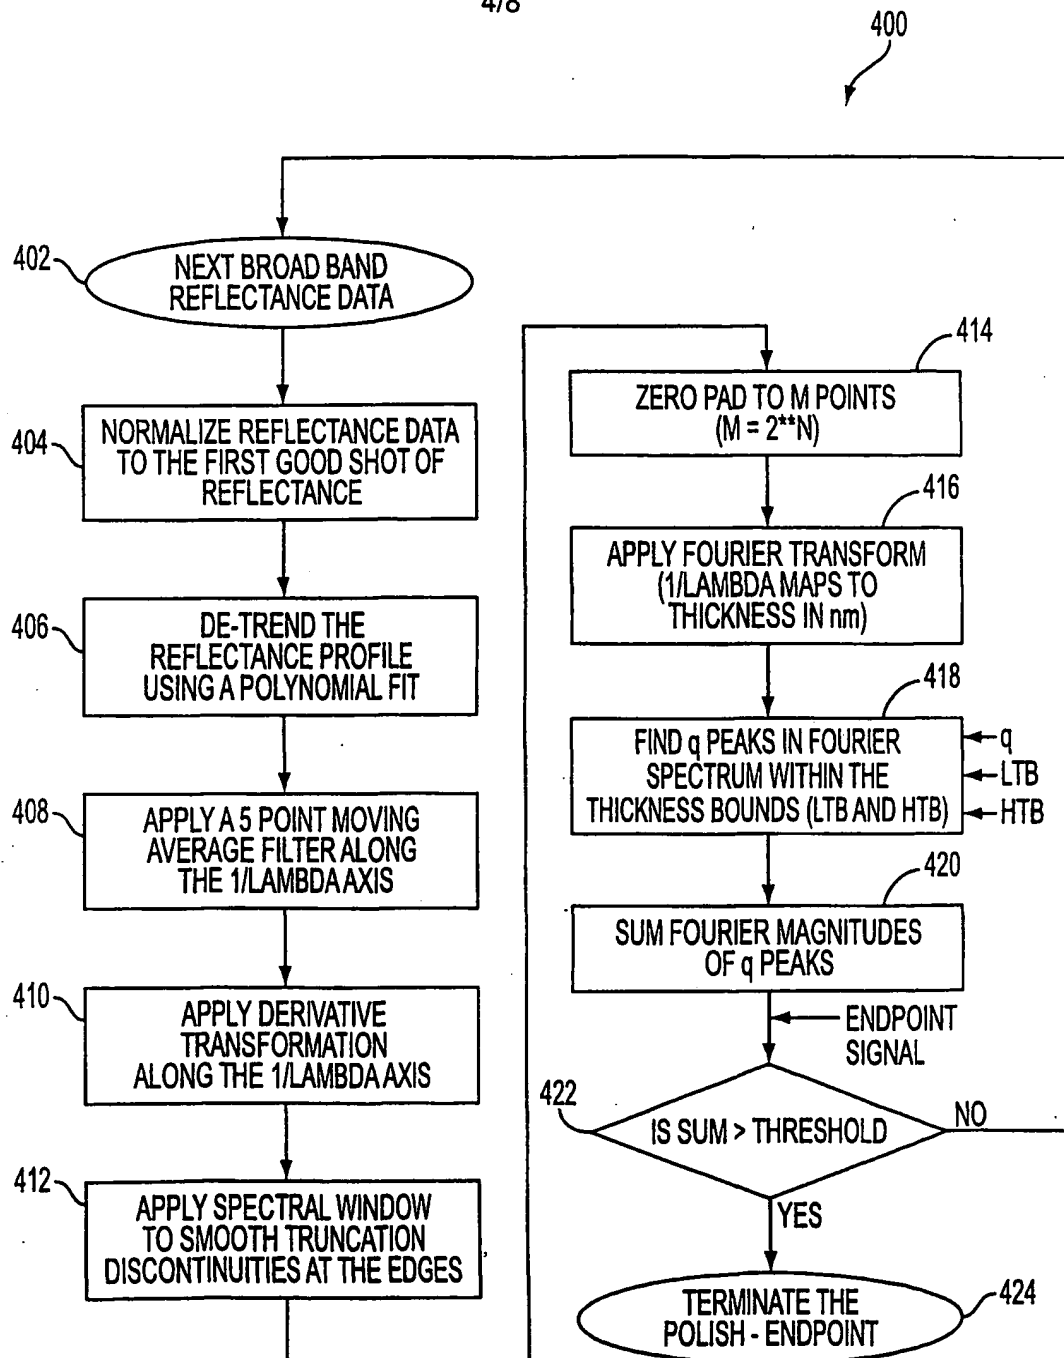 4/8
400
402
NEXT BROAD BAND
REFLECTANCE DATA
404
NORMALIZE REFLECTANCE DATA
TO THE FIRST GOOD SHOT OF
REFLECTANCE
406
DE-TREND THE
REFLECTANCE PROFILE
USING A POLYNOMIAL FIT
408
APPLY A 5 POINT MOVING
AVERAGE FILTER ALONG
THE 1/LAMBDA AXIS
410
APPLY DERIVATIVE
TRANSFORMATION
ALONG THE 1/LAMBDA AXIS
412
APPLY SPECTRAL WINDOW
TO SMOOTH TRUNCATION
DISCONTINUITIES AT THE EDGES
414
ZERO PAD TO M POINTS
(M = 2**N)
416
APPLY FOURIER TRANSFORM
(1/LAMBDA MAPS TO
THICKNESS IN nm)
418
FIND q PEAKS IN FOURIER
SPECTRUM WITHIN THE
THICKNESS BOUNDS (LTB AND HTB)
q
LTB
HTB
420
SUM FOURIER MAGNITUDES
OF q PEAKS
ENDPOINT
SIGNAL
422
IS SUM > THRESHOLD
NO
YES
424
TERMINATE THE
POLISH - ENDPOINT